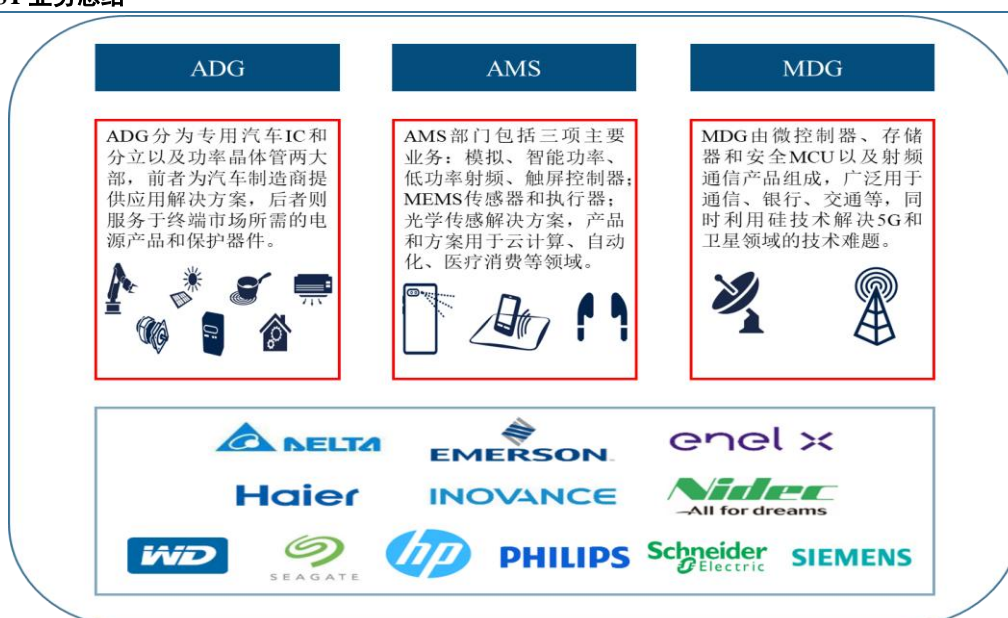 ST 业务总结
ADG
AMS
MDG
ADG分为专用汽车IC和
分立以及功率晶体管两大
部，前者为汽车制造商提
供应用解决方案，后者则
服务于终端市场所需的电
源产品和保护器件。
AMS部门包括三项主要
业务：模拟、智能功率、
低功率射频、触屏控制器；
MEMS传感器和执行器；
光学传感解决方案，产品
和方案用于云计算、自动
化、医疗消费等领域。
MDG由微控制器、存储
器和安全MCU以及射频
通信产品组成，广泛用于
通信、银行、交通等，同
时利用硅技术解决5G和
卫星领域的技术难题。
DELTA
EMERSON
enel x
Haier
INOVANCE
Nidec
All for dreams
WD
SEAGATE
hp
PHILIPS
Schneider
Electric
SIEMENS